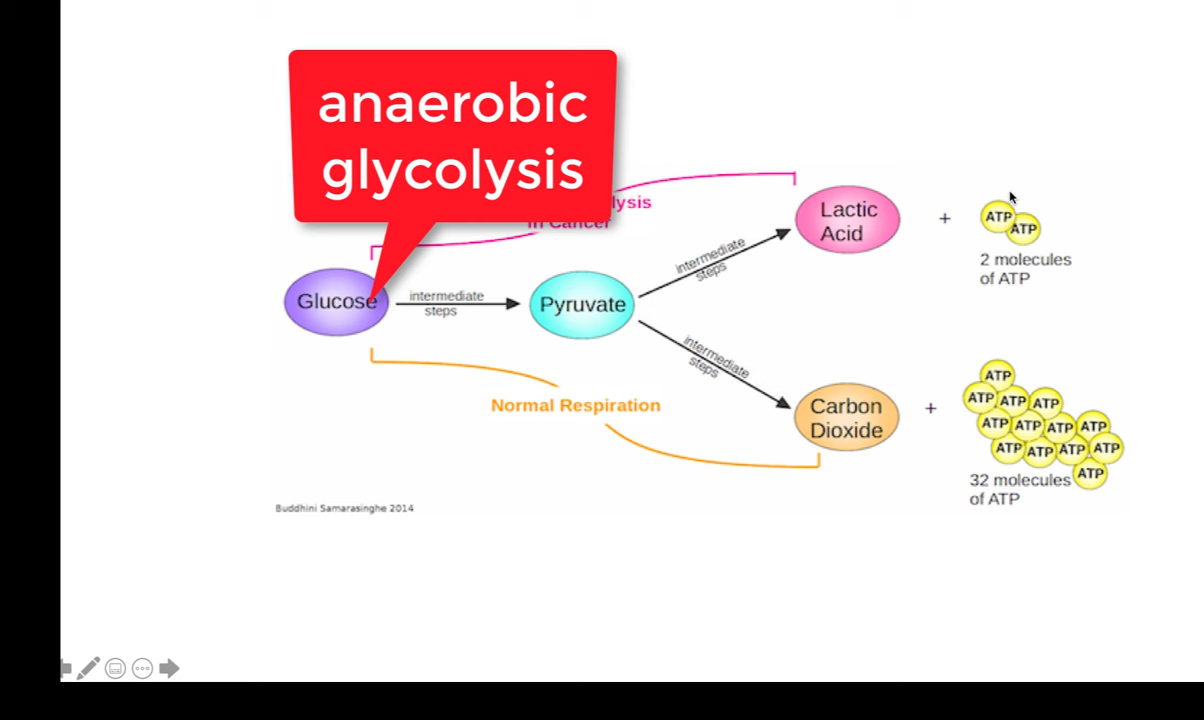 anaerobic
glycolysis
lysis
in Cancer
Glucose
intermediate
steps
Pyruvate
intermediate
steps
Lactic
Acid
+
ATP
ATP
2 molecules
of ATP
Normal Respiration
intermediate
steps
Carbon
Dioxide
+
ATP
ATP ATP ATP
ATP ATP ATP ATP
ATP ATP ATP ATP
ATP
32 molecules
of ATP
Buddhini Samarasinghe 2014